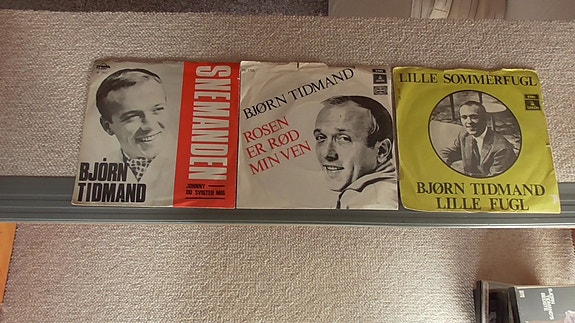 SNEMANDEN
BJÖRN
TIDMAND
JOHNNY
DU SVIGTER MIG
BJØRN TIDMAND
ROSEN
ER RØD
MIN VEN
LILLE SOMMERFUGL
BJØRN TIDMAND
LILLE FUGL